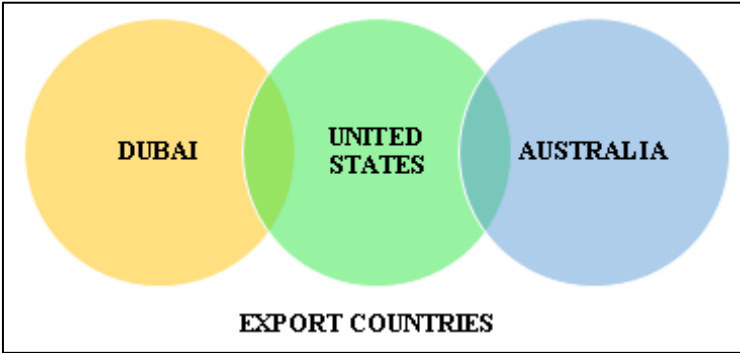 DUBAI
UNITED
STATES
AUSTRALIA
EXPORT COUNTRIES